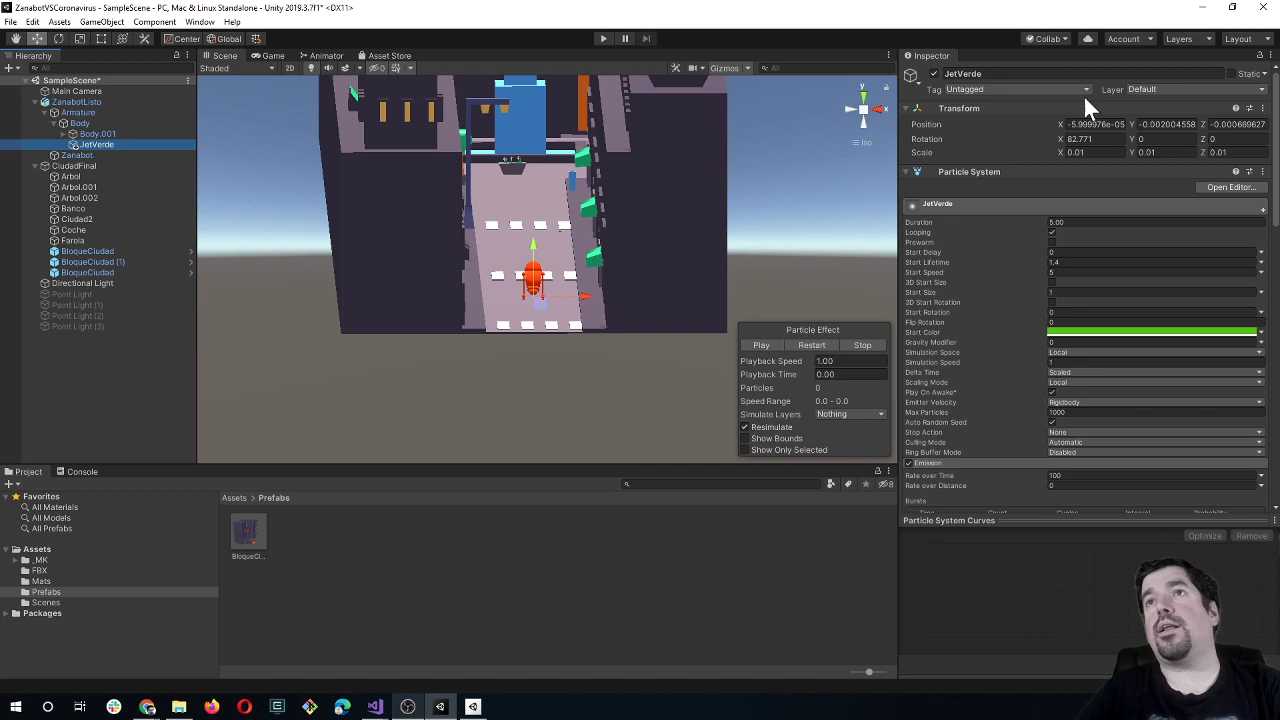 ZanabotVSCoronavirus - SampleScene - PC, Mac & Linux Standalone - Unity 2019.3.7f1* <DX11>
File Edit Assets GameObject Component Window Help
Center Global Collab Account Layers Layout
Hierarchy Scene Game Animator Asset Store Inspector
All Shaded 2D 0 Gizmos All
JetVerde Static
Tag Untagged Layer Default
SampleScene*
Main Camera
ZanabotListo
Armature
Body
Body.001
JetVerde
Zanabot
CiudadFinal
Arbol
Arbol.001
Arbol.002
Banco
Ciudad2
Coche
Farola
BloqueCiudad
BloqueCiudad (1)
BloqueCiudad
Directional Light
Point Light
Point Light (1)
Point Light (2)
Point Light (3)
y
x
Iso
Particle Effect
Play Restart Stop
Playback Speed 1.00
Playback Time 0.00
Particles 0
Speed Range 0.0 - 0.0
Simulate Layers Nothing
Resimulate
Show Bounds
Show Only Selected
Transform
Position X -5.999976e-05 Y -0.002004558 Z -0.000669627
Rotation X 82.771 Y 0 Z 0
Scale X 0.01 Y 0.01 Z 0.01
Particle System
Open Editor...
JetVerde
Duration 5.00
Looping
Prewarm
Start Delay 0
Start Lifetime 1.4
Start Speed 5
3D Start Size
Start Size 1
3D Start Rotation
Start Rotation 0
Flip Rotation 0
Start Color
Gravity Modifier 0
Simulation Space Local
Simulation Speed 1
Delta Time Scaled
Scaling Mode Local
Play On Awake*
Emitter Velocity Rigidbody
Max Particles 1000
Auto Random Seed
Stop Action None
Culling Mode Automatic
Ring Buffer Mode Disabled
Emission
Rate over Time 100
Rate over Distance 0
Bursts
Time Count Cycles Interval Probability
Particle System Curves
Optimize Remove
Project Console
8
Favorites
All Materials
All Models
All Prefabs
Assets
_MK
FBX
Mats
Prefabs
Scenes
Packages
Assets > Prefabs
BloqueCi...